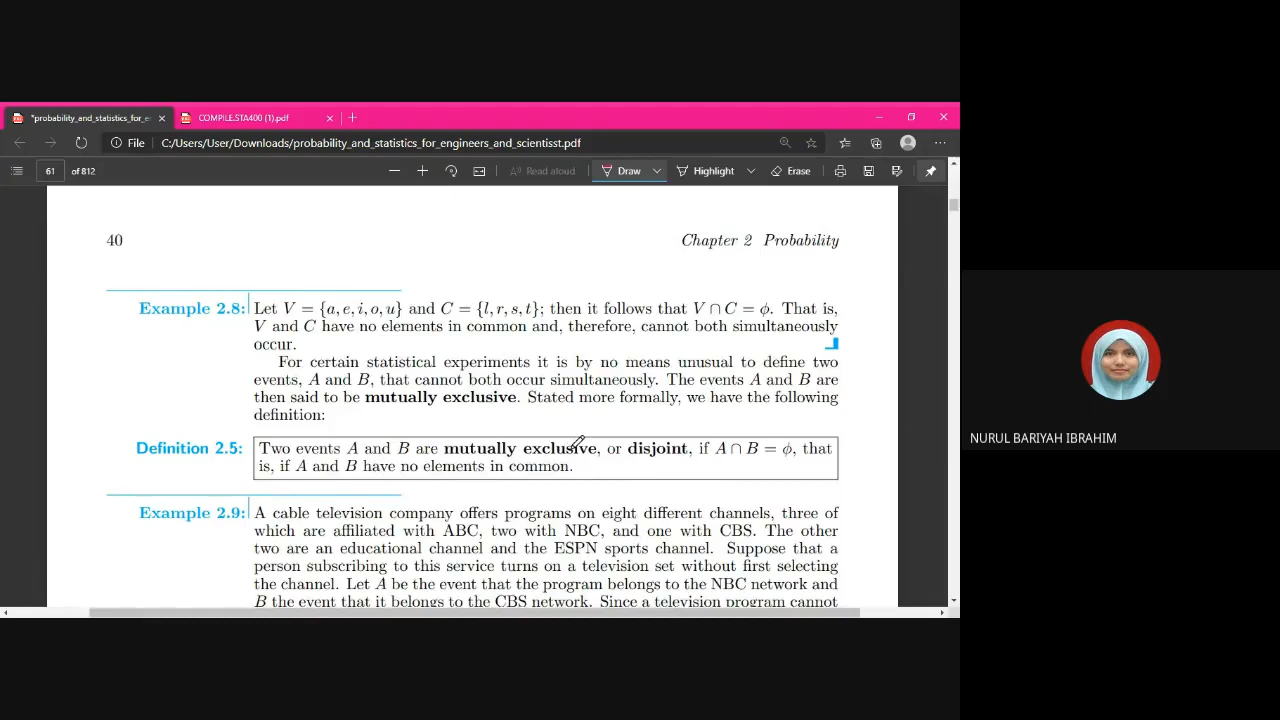 *probability_and_statistics_for_e
COMPILE.STA400 (1).pdf
File
C:/Users/User/Downloads/probability_and_statistics_for_engineers_and_scientisst.pdf
61 of 812
Read aloud
Draw
Highlight
Erase
40
Chapter 2 Probability
Example 2.8: Let V = {a, e, i, o, u} and C = {l, r, s, t}; then it follows that V ∩ C = ϕ. That is,
V and C have no elements in common and, therefore, cannot both simultaneously
occur.
For certain statistical experiments it is by no means unusual to define two
events, A and B, that cannot both occur simultaneously. The events A and B are
then said to be mutually exclusive. Stated more formally, we have the following
definition:
Definition 2.5: Two events A and B are mutually exclusive, or disjoint, if A ∩ B = ϕ, that
is, if A and B have no elements in common.
Example 2.9: A cable television company offers programs on eight different channels, three of
which are affiliated with ABC, two with NBC, and one with CBS. The other
two are an educational channel and the ESPN sports channel. Suppose that a
person subscribing to this service turns on a television set without first selecting
the channel. Let A be the event that the program belongs to the NBC network and
B the event that it belongs to the CBS network. Since a television program cannot
NURUL BARIYAH IBRAHIM